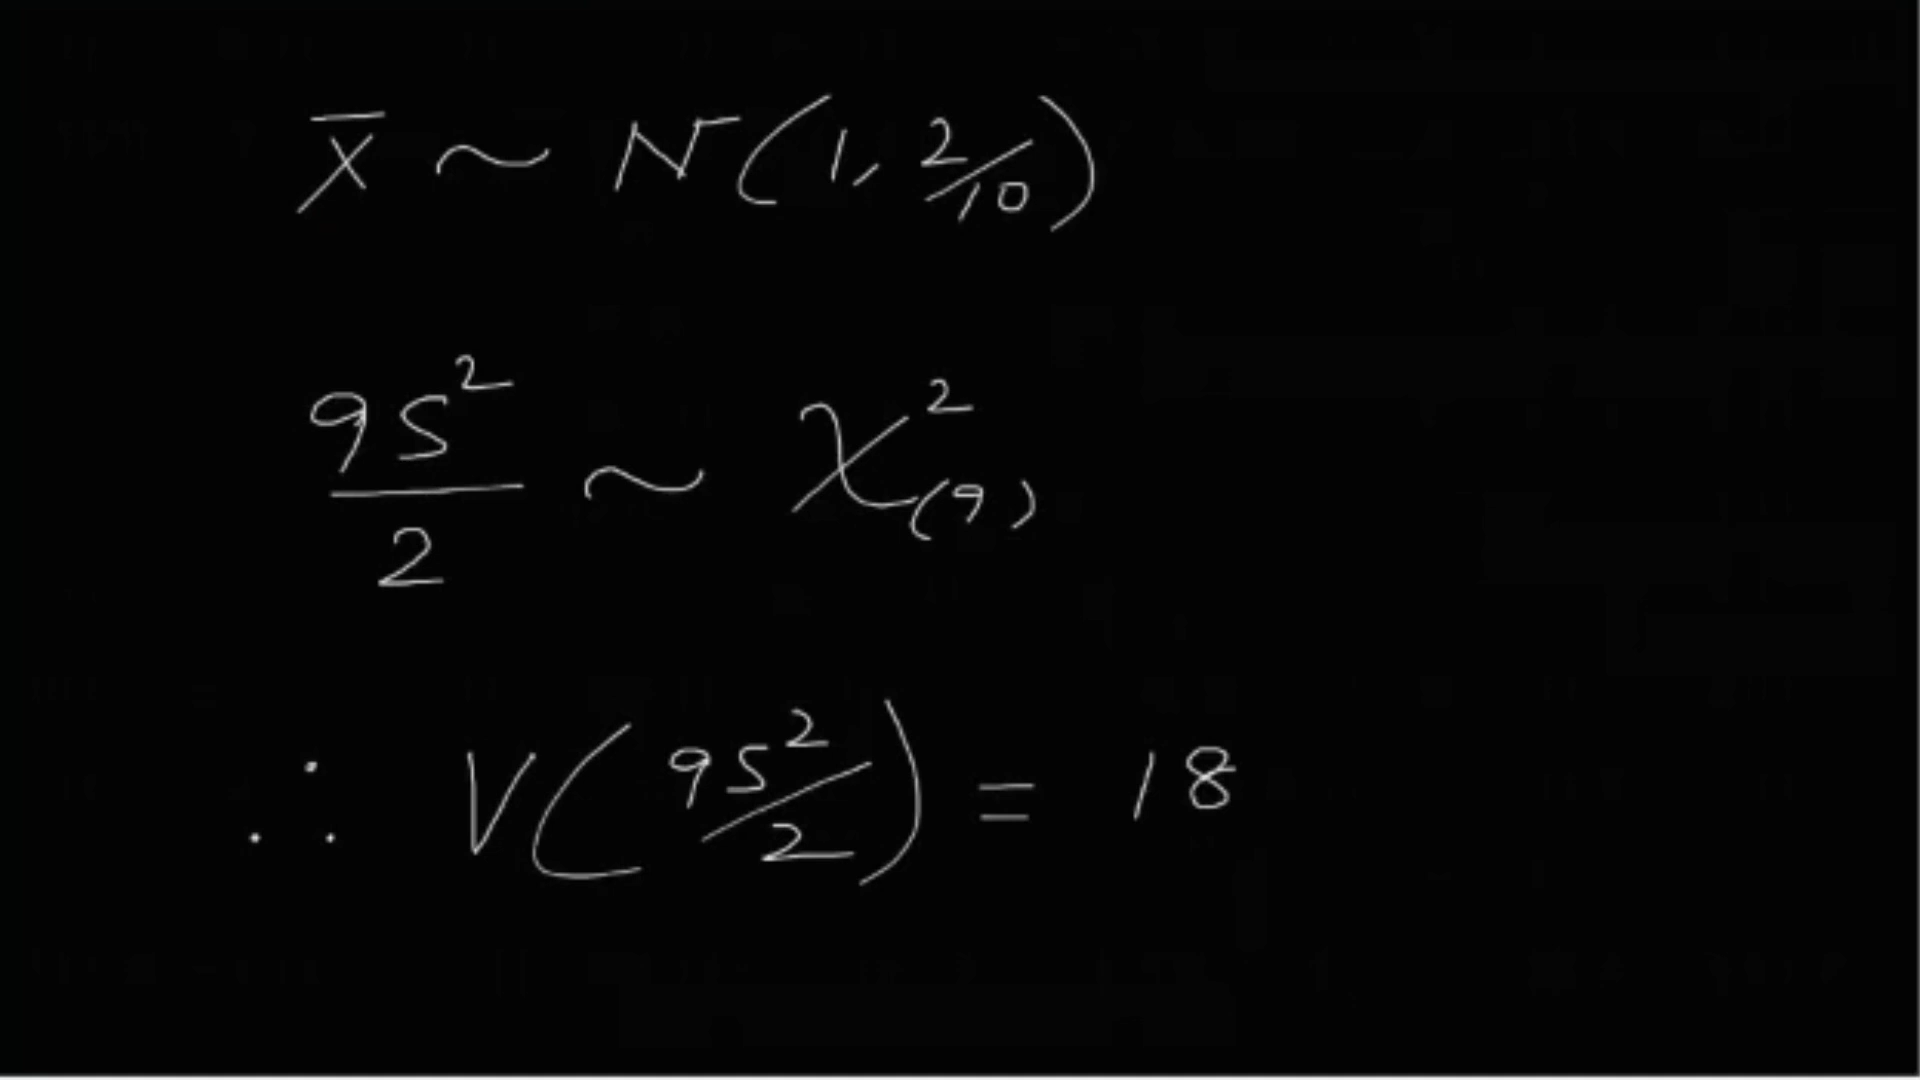 X̄ ~ N(1, 2/10)
9S²/2 ~ χ²(9)
∴ V(9S²/2) = 18